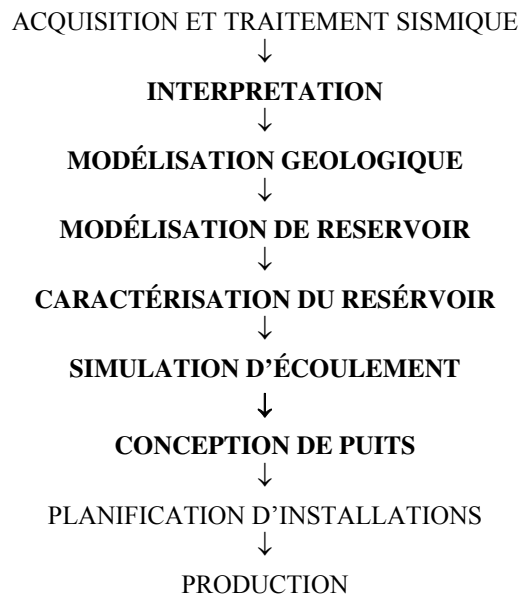 ACQUISITION ET TRAITEMENT SISMIQUE
↓
INTERPRETATION
↓
MODÉLISATION GEOLOGIQUE
↓
MODÉLISATION DE RESERVOIR
↓
CARACTÉRISATION DU RESÉRVOIR
↓
SIMULATION D'ÉCOULEMENT
↓
CONCEPTION DE PUITS
↓
PLANIFICATION D'INSTALLATIONS
↓
PRODUCTION